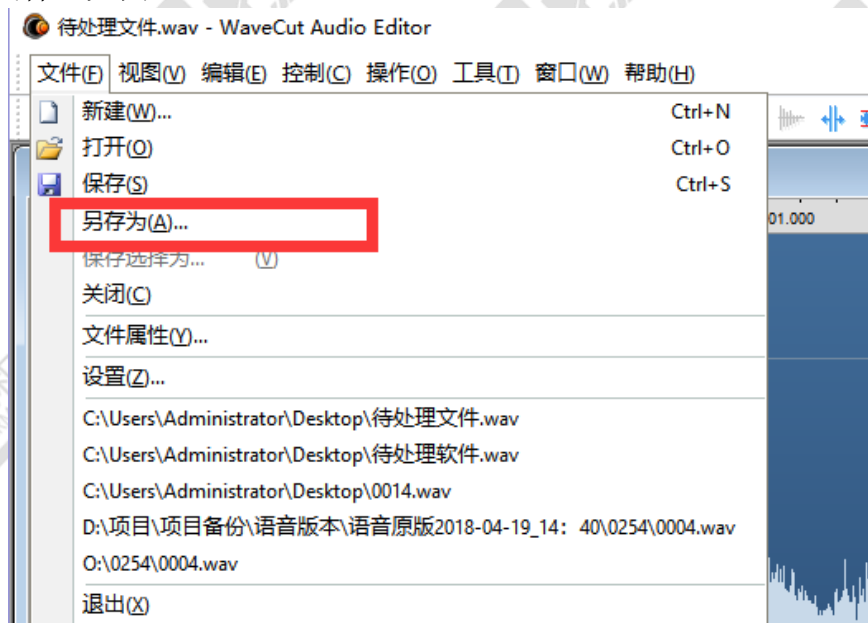 待处理文件.wav - WaveCut Audio Editor
文件(F) 视图(V) 编辑(E) 控制(C) 操作(O) 工具(T) 窗口(W) 帮助(H)
新建(W)... Ctrl+N
打开(O) Ctrl+O
保存(S) Ctrl+S
另存为(A)...
01.000
保存选择为... (V)
关闭(C)
文件属性(Y)...
设置(Z)...
C:\Users\Administrator\Desktop\待处理文件.wav
C:\Users\Administrator\Desktop\待处理软件.wav
C:\Users\Administrator\Desktop\0014.wav
D:\项目\项目备份\语音版本\语音原版2018-04-19_14：40\0254\0004.wav
O:\0254\0004.wav
退出(X)